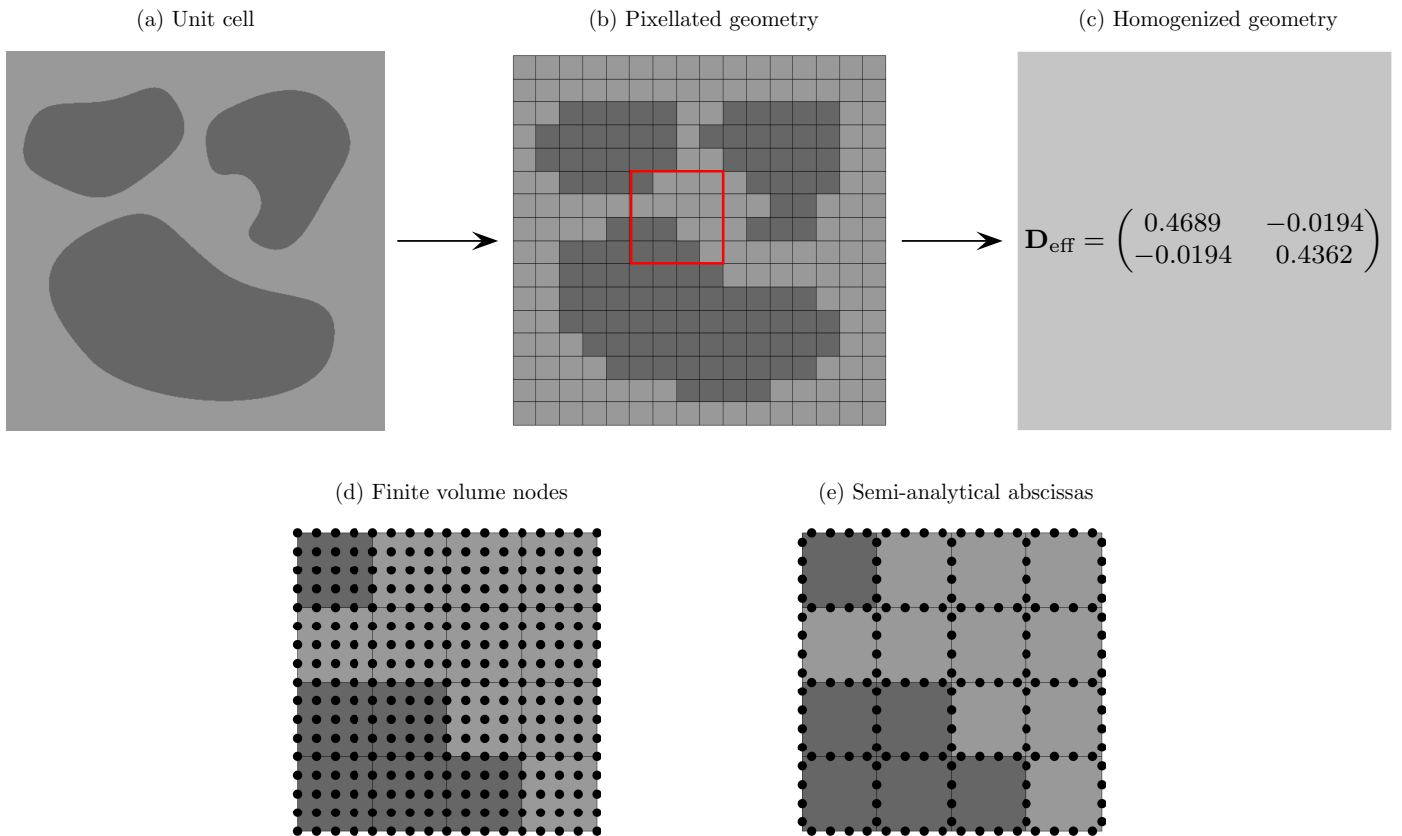 (a) Unit cell
(b) Pixellated geometry
(c) Homogenized geometry
D_eff = ( 0.4689 −0.0194
−0.0194 0.4362 )
(d) Finite volume nodes
(e) Semi-analytical abscissas